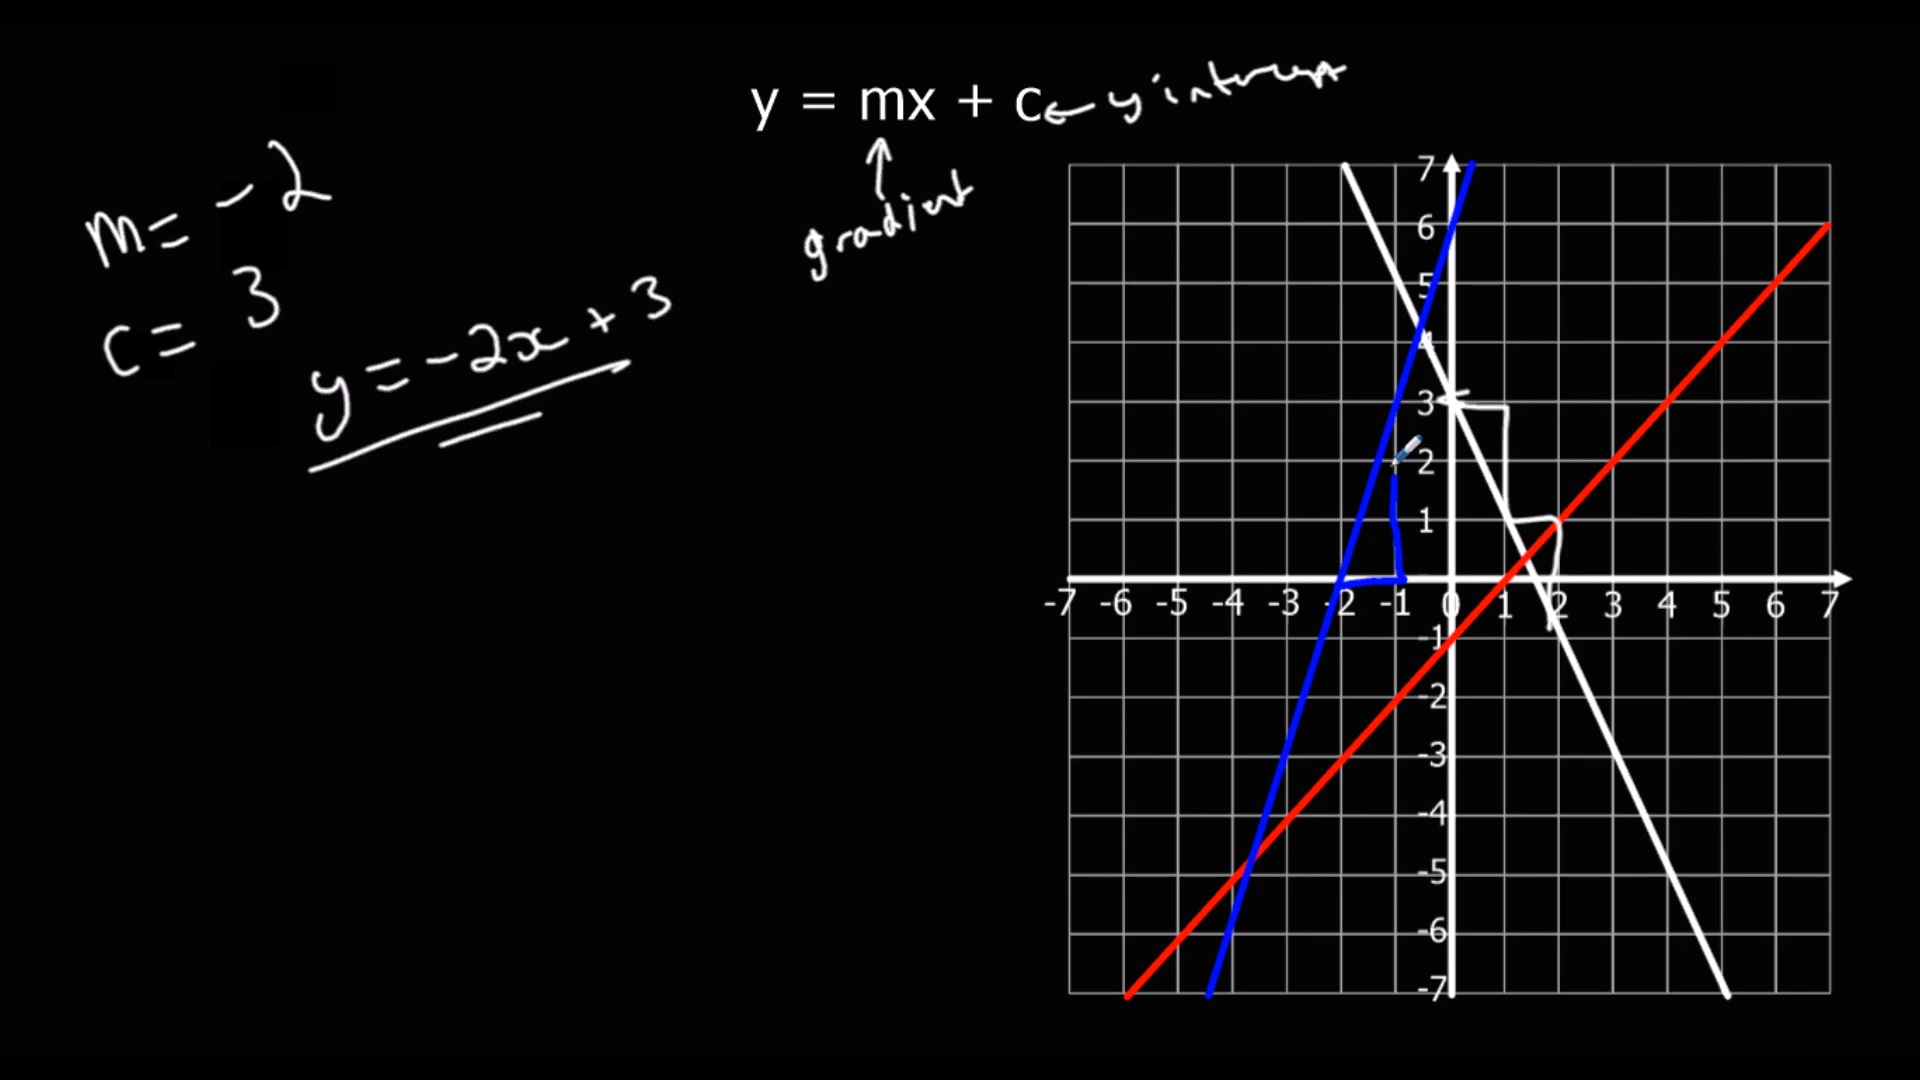 y = mx + c ← y intercept
↑
gradient
m = -2
c = 3
y = -2x + 3
7
6
5
4
3
2
1
-7 -6 -5 -4 -3 -2 -1 0 1 2 3 4 5 6 7
-1
-2
-3
-4
-5
-6
-7